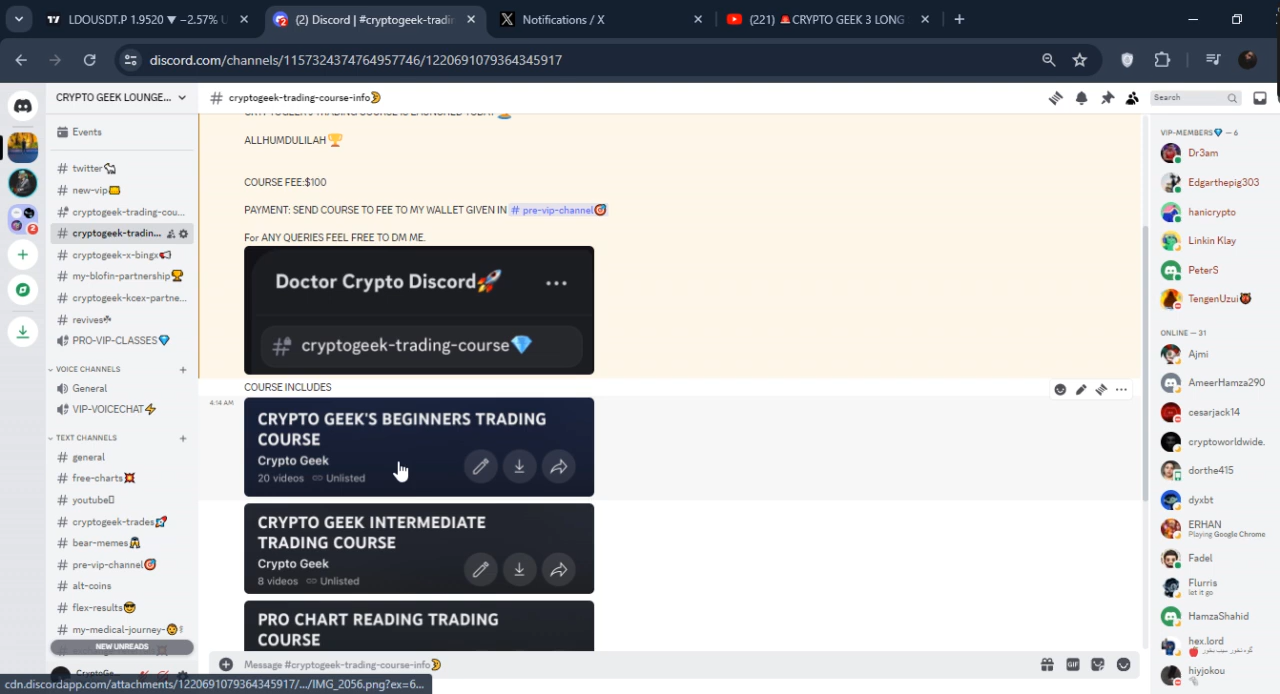 LDOUSDT.P 1.9520 ▼ −2.57% U
(2) Discord | #cryptogeek-tradin
Notifications / X
(221) 🚨CRYPTO GEEK 3 LONG
discord.com/channels/1157324374764957746/1220691079364345917
CRYPTO GEEK LOUNGE...
Events
# twitter
# new-vip
# cryptogeek-trading-cou...
# cryptogeek-tradin...
# cryptogeek-x-bingx
# my-blofin-partnership🏆
# cryptogeek-kcex-partne...
# revives
PRO-VIP-CLASSES💎
VOICE CHANNELS
General
VIP-VOICECHAT⚡
TEXT CHANNELS
# general
# free-charts💥
# youtube
# cryptogeek-trades🚀
# bear-memes
# pre-vip-channel🎯
# alt-coins
# flex-results😎
# my-medical-journey-
NEW UNREADS
CryptoGe...
# cryptogeek-trading-course-info
Search
ALLHUMDULILAH🏆
COURSE FEE:$100
PAYMENT: SEND COURSE TO FEE TO MY WALLET GIVEN IN # pre-vip-channel🎯
For ANY QUERIES FEEL FREE TO DM ME.
Doctor Crypto Discord🚀
...
# cryptogeek-trading-course💎
COURSE INCLUDES
4:14 AM
CRYPTO GEEK'S BEGINNERS TRADING
COURSE
Crypto Geek
20 videos Unlisted
CRYPTO GEEK INTERMEDIATE
TRADING COURSE
Crypto Geek
8 videos Unlisted
PRO CHART READING TRADING
COURSE
Message #cryptogeek-trading-course-info
GIF
VIP-MEMBERS💎 — 6
Dr3am
Edgarthepig303
hanicrypto
Linkin Klay
PeterS
TengenUzui
ONLINE — 31
Ajmi
AmeerHamza290
cesarjack14
cryptoworldwide.
dorthe415
dyxbt
ERHAN
Playing Google Chrome
Fadel
Flurris
let it go
HamzaShahid
hex.lord
hiyjokou
2
cdn.discordapp.com/attachments/1220691079364345917/.../IMG_2056.png?ex=6...